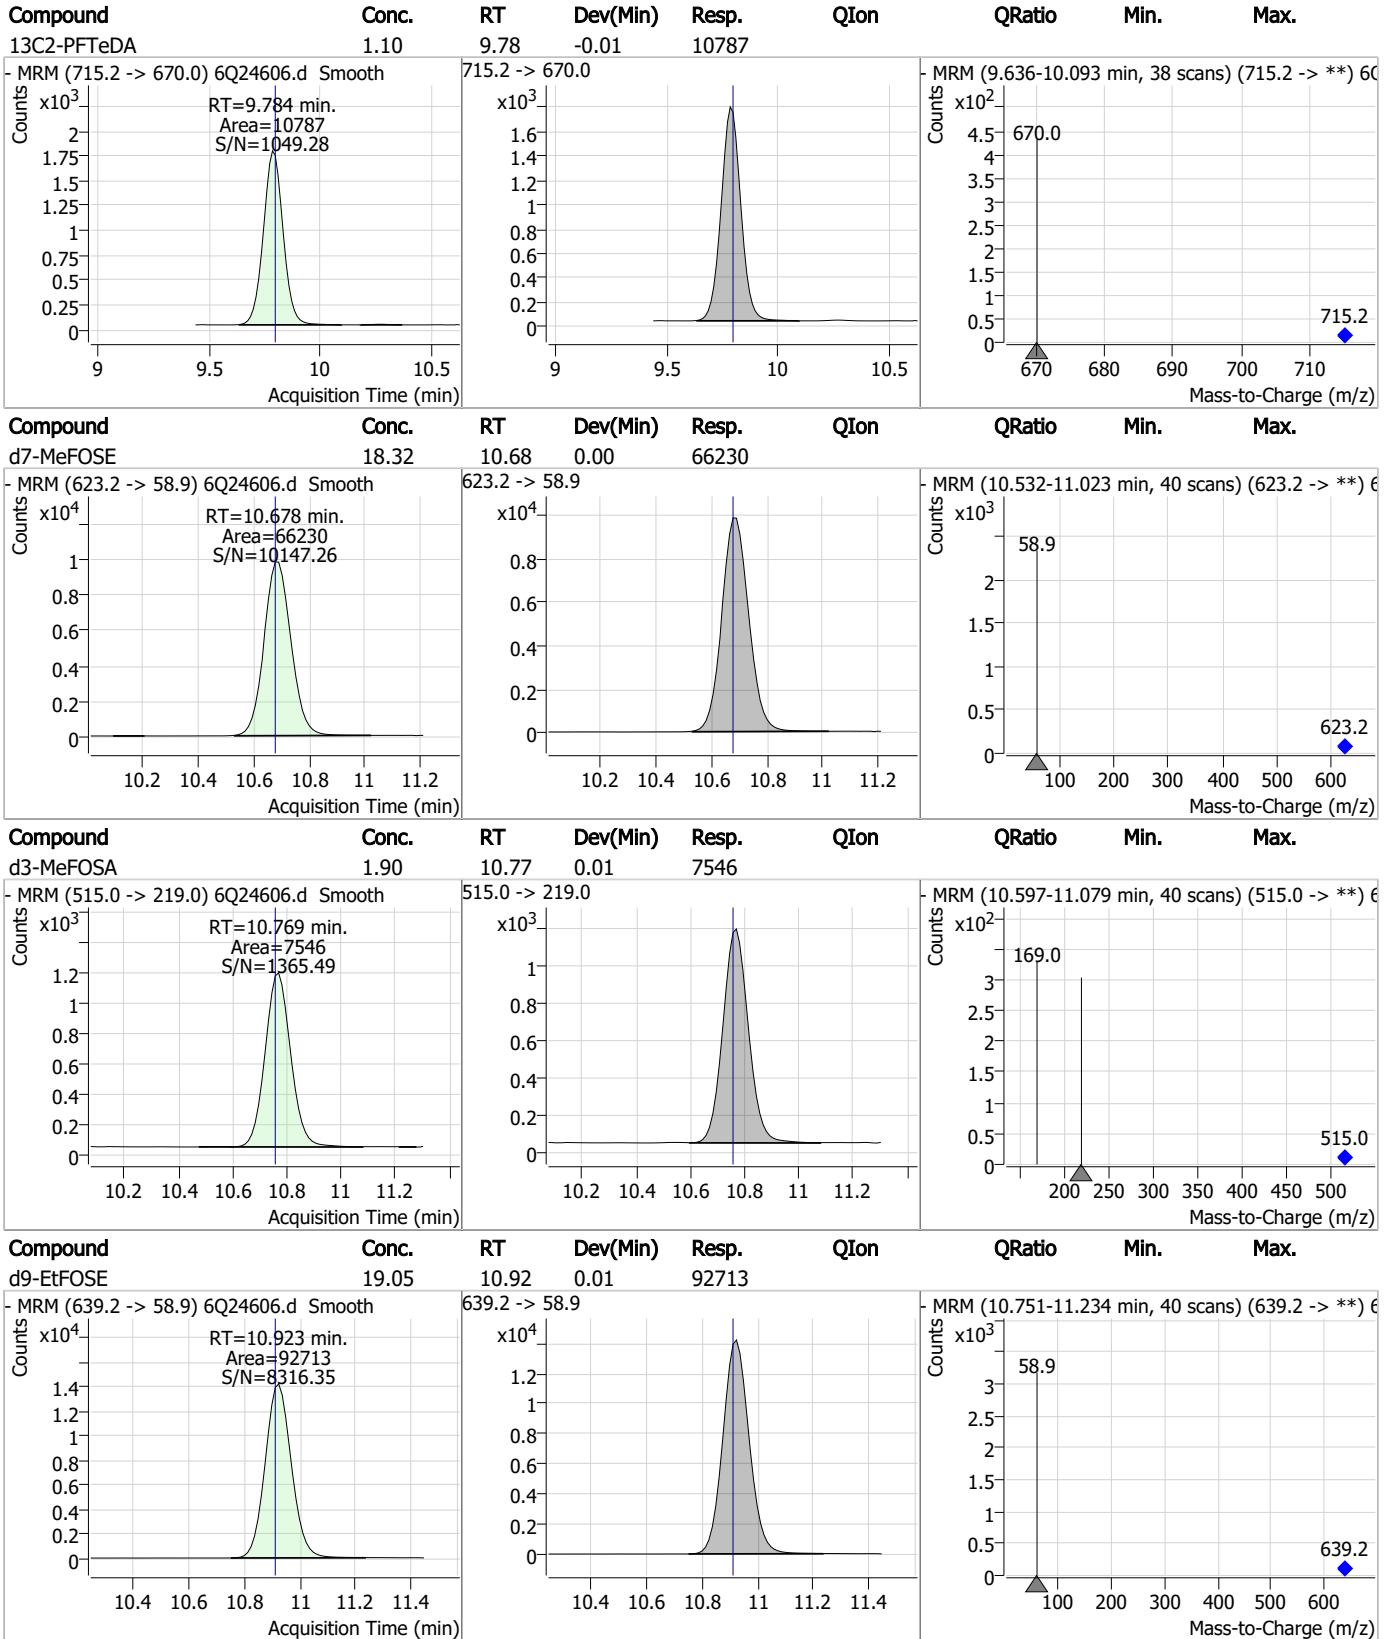 Compound Conc. RT Dev(Min) Resp. QIon QRatio Min. Max.
13C2-PFTeDA 1.10 9.78 -0.01 10787
- MRM (715.2 -> 670.0) 6Q24606.d Smooth
Counts
x10³
RT=9.784 min.
Area=10787
S/N=1049.28
2
1.75
1.5
1.25
1
0.75
0.5
0.25
0
9 9.5 10 10.5
Acquisition Time (min)
715.2 -> 670.0
x10³
1.6
1.4
1.2
1
0.8
0.6
0.4
0.2
0
9 9.5 10 10.5
- MRM (9.636-10.093 min, 38 scans) (715.2 -> **) 6Q
Counts
x10²
4.5
4
3.5
3
2.5
2
1.5
1
0.5
0
670.0
715.2
670 680 690 700 710
Mass-to-Charge (m/z)
Compound Conc. RT Dev(Min) Resp. QIon QRatio Min. Max.
d7-MeFOSE 18.32 10.68 0.00 66230
- MRM (623.2 -> 58.9) 6Q24606.d Smooth
Counts
x10⁴
RT=10.678 min.
Area=66230
S/N=10147.26
1
0.8
0.6
0.4
0.2
0
10.2 10.4 10.6 10.8 11 11.2
Acquisition Time (min)
623.2 -> 58.9
x10⁴
0.8
0.6
0.4
0.2
0
10.2 10.4 10.6 10.8 11 11.2
- MRM (10.532-11.023 min, 40 scans) (623.2 -> **) 6
Counts
x10³
2
1.5
1
0.5
0
58.9
623.2
100 200 300 400 500 600
Mass-to-Charge (m/z)
Compound Conc. RT Dev(Min) Resp. QIon QRatio Min. Max.
d3-MeFOSA 1.90 10.77 0.01 7546
- MRM (515.0 -> 219.0) 6Q24606.d Smooth
Counts
x10³
RT=10.769 min.
Area=7546
S/N=1365.49
1.2
1
0.8
0.6
0.4
0.2
0
10.2 10.4 10.6 10.8 11 11.2
Acquisition Time (min)
515.0 -> 219.0
x10³
1
0.8
0.6
0.4
0.2
0
10.2 10.4 10.6 10.8 11 11.2
- MRM (10.597-11.079 min, 40 scans) (515.0 -> **) 6
Counts
x10²
3
2.5
2
1.5
1
0.5
0
169.0
515.0
200 250 300 350 400 450 500
Mass-to-Charge (m/z)
Compound Conc. RT Dev(Min) Resp. QIon QRatio Min. Max.
d9-EtFOSE 19.05 10.92 0.01 92713
- MRM (639.2 -> 58.9) 6Q24606.d Smooth
Counts
x10⁴
RT=10.923 min.
Area=92713
S/N=8316.35
1.4
1.2
1
0.8
0.6
0.4
0.2
0
10.4 10.6 10.8 11 11.2 11.4
Acquisition Time (min)
639.2 -> 58.9
x10⁴
1.2
1
0.8
0.6
0.4
0.2
0
10.4 10.6 10.8 11 11.2 11.4
- MRM (10.751-11.234 min, 40 scans) (639.2 -> **) 6
Counts
x10³
3
2.5
2
1.5
1
0.5
0
58.9
639.2
100 200 300 400 500 600
Mass-to-Charge (m/z)